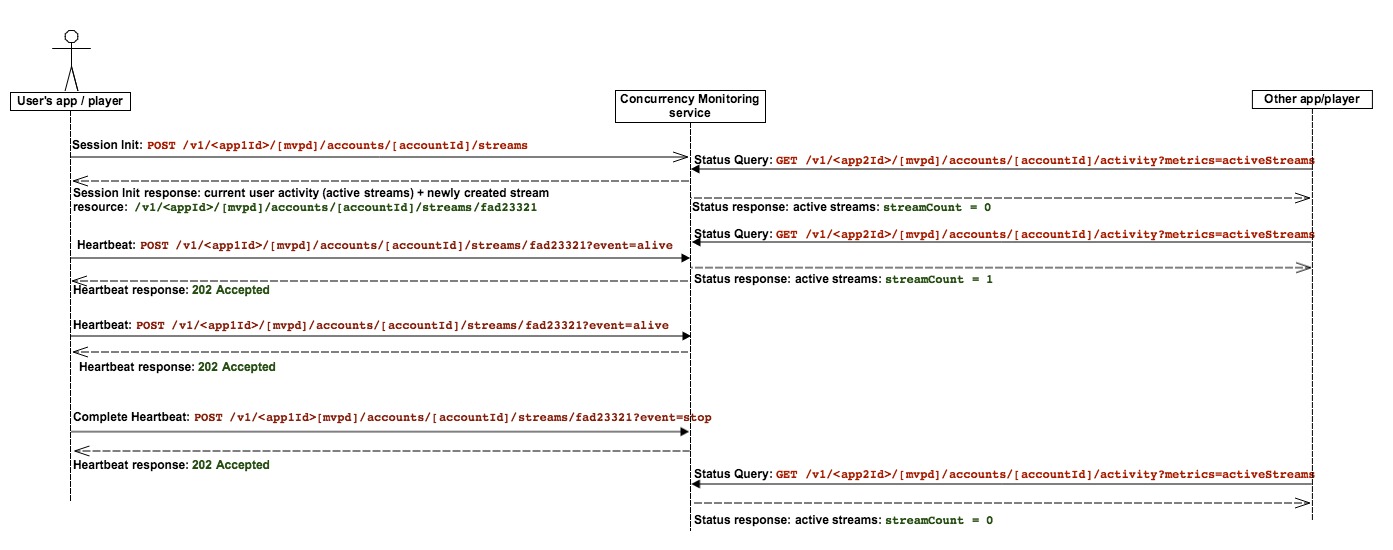 User's app / player
Concurrency Monitoring
service
Other app/player
Session Init: POST /v1/<app1Id>/[mvpd]/accounts/[accountId]/streams
Status Query: GET /v1/<app2Id>/[mvpd]/accounts/[accountId]/activity?metrics=activeStreams
Session Init response: current user activity (active streams) + newly created stream
resource: /v1/<appId>/[mvpd]/accounts/[accountId]/streams/fad23321
Status response: active streams: streamCount = 0
Status Query: GET /v1/<app2Id>/[mvpd]/accounts/[accountId]/activity?metrics=activeStreams
Heartbeat: POST /v1/<app1Id>/[mvpd]/accounts/[accountId]/streams/fad23321?event=alive
Status response: active streams: streamCount = 1
Heartbeat response: 202 Accepted
Heartbeat: POST /v1/<app1Id>/[mvpd]/accounts/[accountId]/streams/fad23321?event=alive
Heartbeat response: 202 Accepted
Complete Heartbeat: POST /v1/<app1Id>[mvpd]/accounts/[accountId]/streams/fad23321?event=stop
Heartbeat response: 202 Accepted
Status Query: GET /v1/<app2Id>/[mvpd]/accounts/[accountId]/activity?metrics=activeStreams
Status response: active streams: streamCount = 0